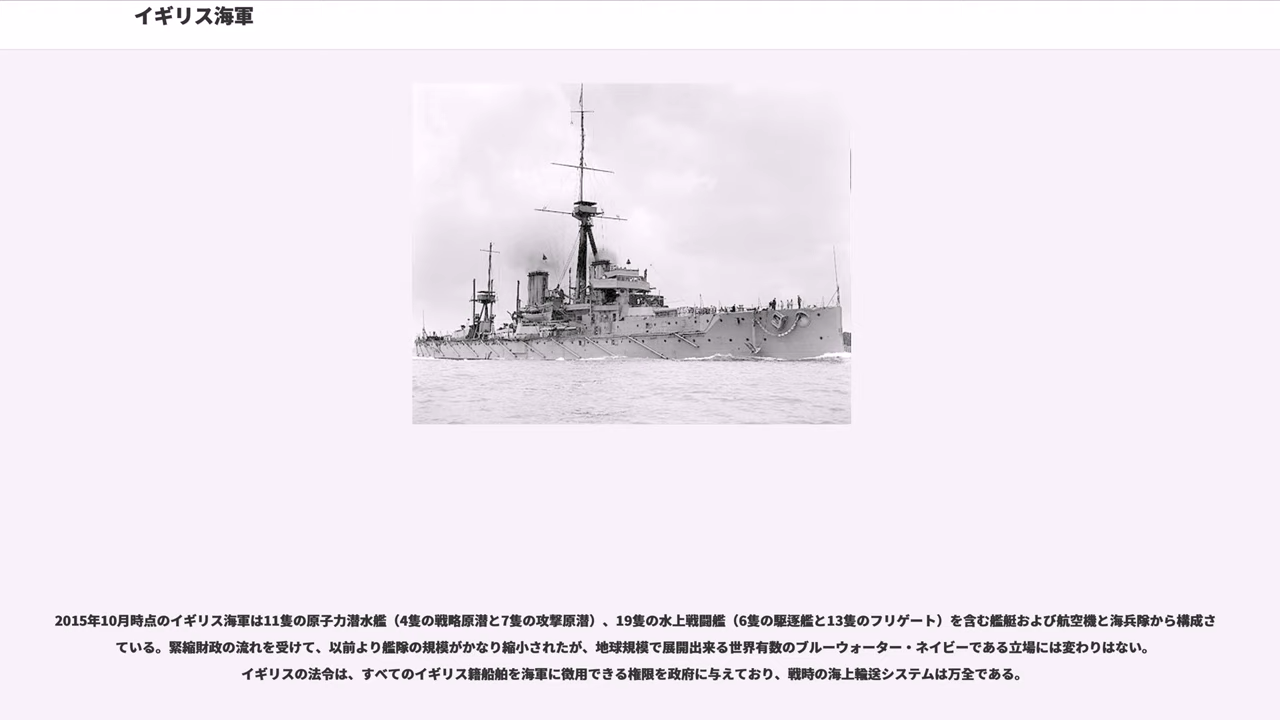 イギリス海軍
2015年10月時点のイギリス海軍は11隻の原子力潜水艦（4隻の戦略原潜と7隻の攻撃原潜）、19隻の水上戦闘艦（6隻の駆逐艦と13隻のフリゲート）を含む艦艇および航空機と海兵隊から構成さ
ている。緊縮財政の流れを受けて、以前より艦隊の規模がかなり縮小されたが、地球規模で展開出来る世界有数のブルーウォーター・ネイビーである立場には変わりはない。
イギリスの法令は、すべてのイギリス籍船舶を海軍に徴用できる権限を政府に与えており、戦時の海上輸送システムは万全である。